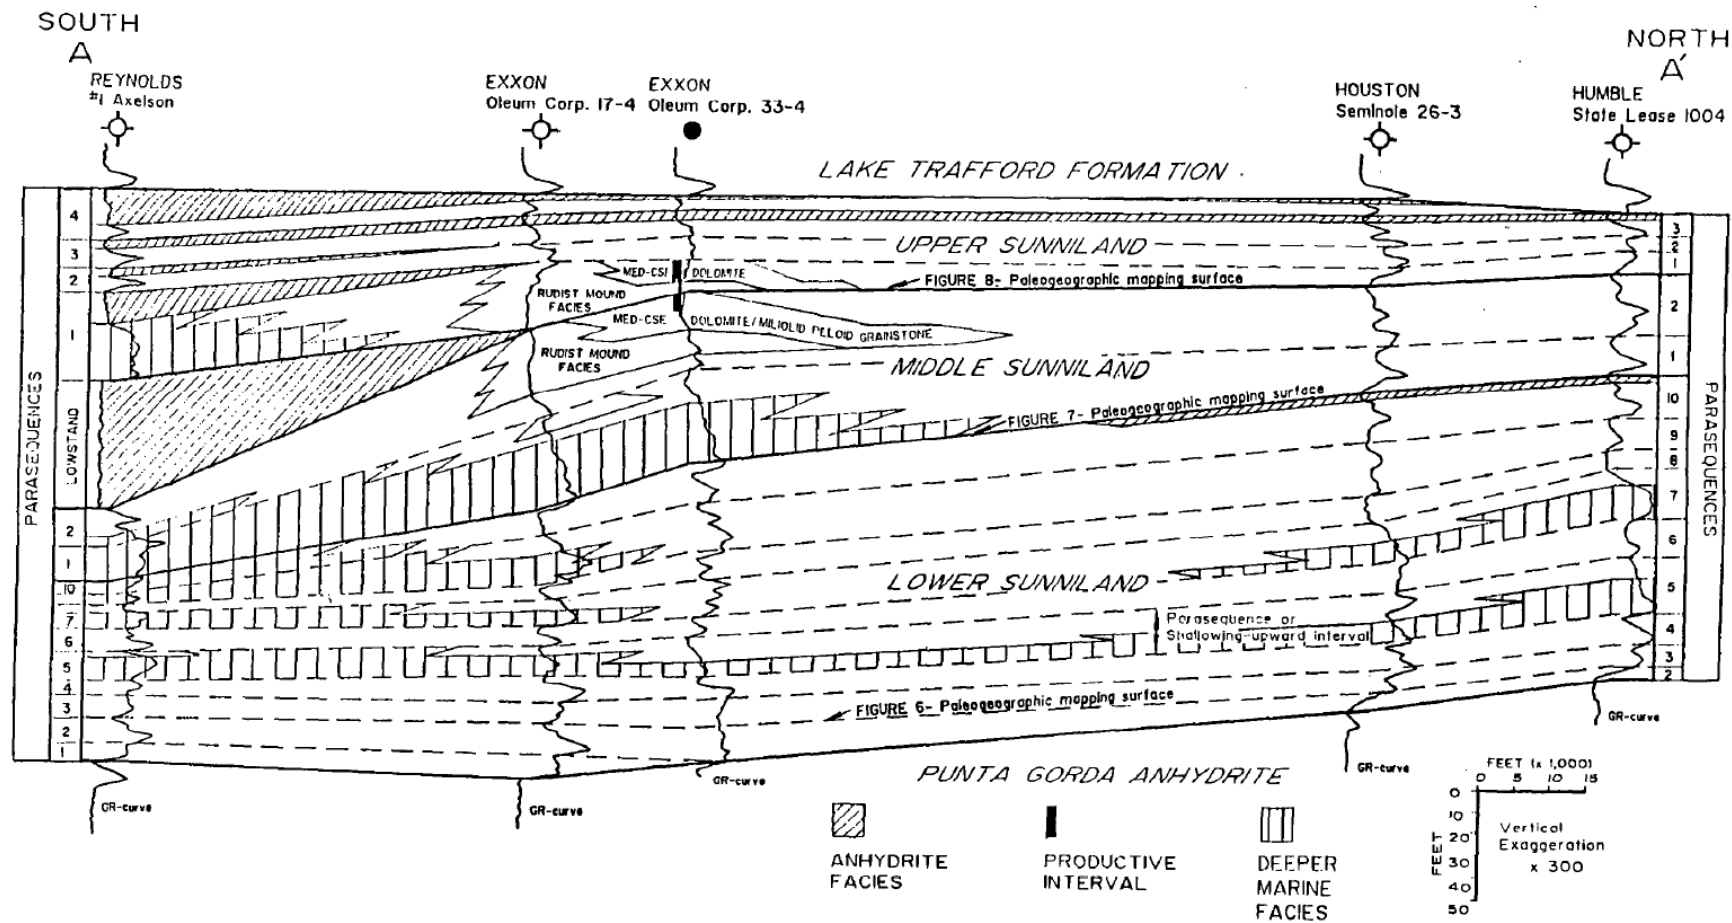 SOUTH
A
NORTH
A'
REYNOLDS
#1 Axelson
EXXON
Oleum Corp. 17-4
EXXON
Oleum Corp. 33-4
HOUSTON
Seminole 26-3
HUMBLE
State Lease 1004
LAKE TRAFFORD FORMATION
UPPER SUNNILAND
MED-CSE
DOLOMITE
FIGURE 8- Paleogeographic mapping surface
RUDIST MOUND
FACIES
MED-CSE
DOLOMITE/MILIOLID PELOID GRAINSTONE
RUDIST MOUND
FACIES
MIDDLE SUNNILAND
FIGURE 7- Paleogeographic mapping surface
LOWER SUNNILAND
Parasequence or
Shallowing-upward interval
FIGURE 6- Paleogeographic mapping surface
PUNTA GORDA ANHYDRITE
PARASEQUENCES
4
3
2
1
LOWSTAND
2
1
10
7
6
5
4
3
2
1
PARASEQUENCES
3
2
1
2
1
10
9
8
7
6
5
4
3
2
GR-curve
GR-curve
GR-curve
GR-curve
GR-curve
ANHYDRITE
FACIES
PRODUCTIVE
INTERVAL
DEEPER
MARINE
FACIES
FEET (x 1,000)
0 5 10 15
FEET
0
10
20
30
40
50
Vertical
Exaggeration
x 300